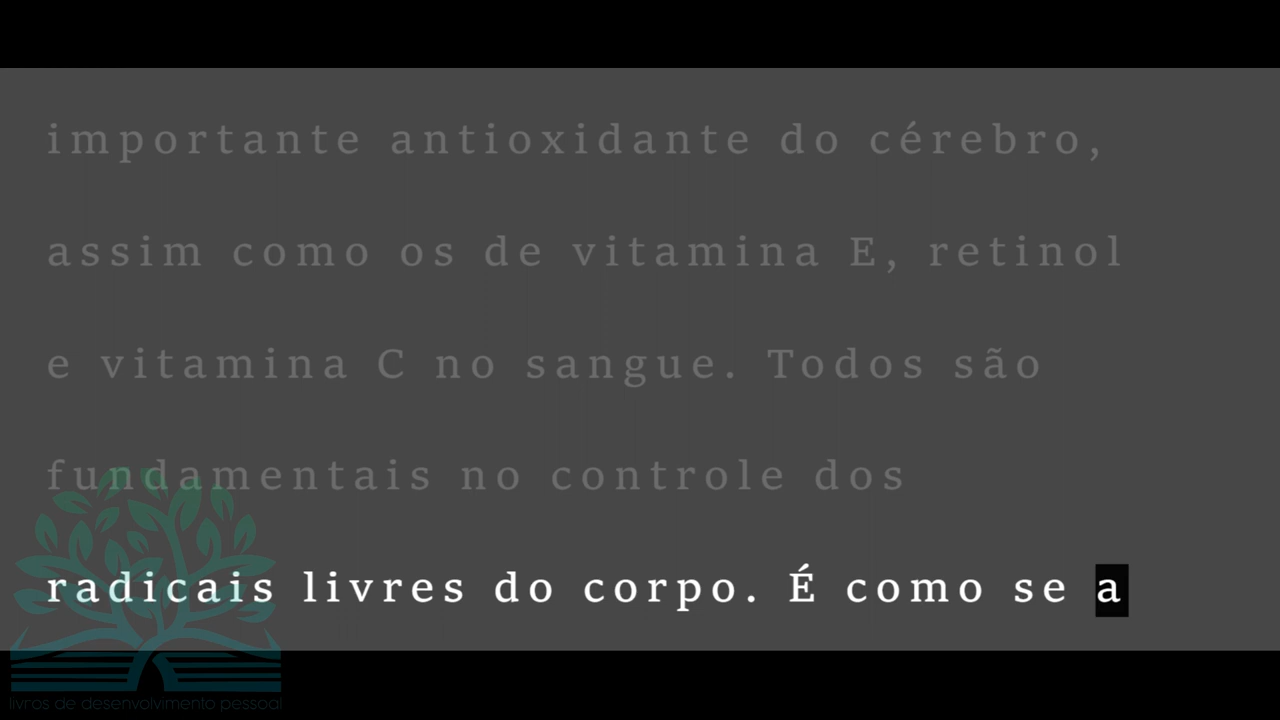 importante antioxidante do cérebro,
assim como os de vitamina E, retinol
e vitamina C no sangue. Todos são
fundamentais no controle dos
radicais livres do corpo. É como se a
livros de desenvolvimento pessoal